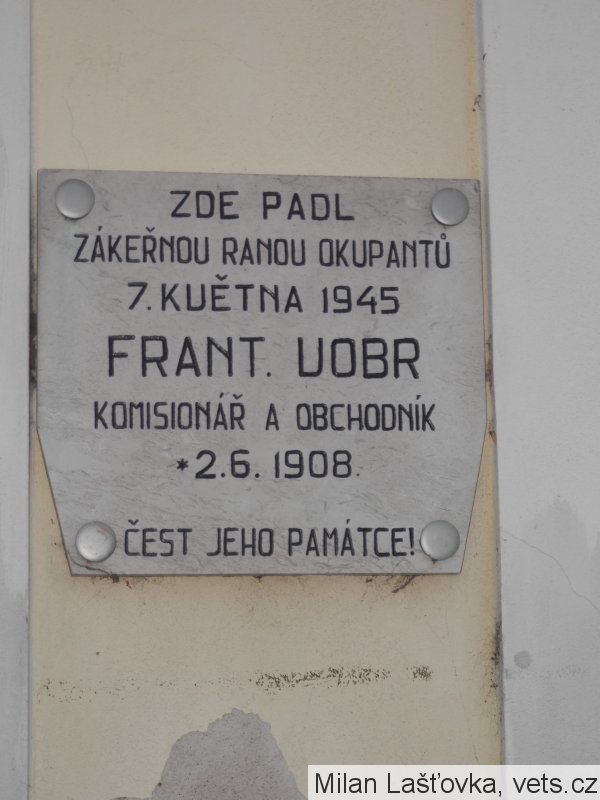 ZDE PADL
ZÁKEŘNOU RANOU OKUPANTŮ
7. KVĚTNA 1945
FRANT. VOBR
KOMISIONÁŘ A OBCHODNÍK
*2.6. 1908.
ČEST JEHO PAMÁTCE!
Milan Lašťovka, vets.cz